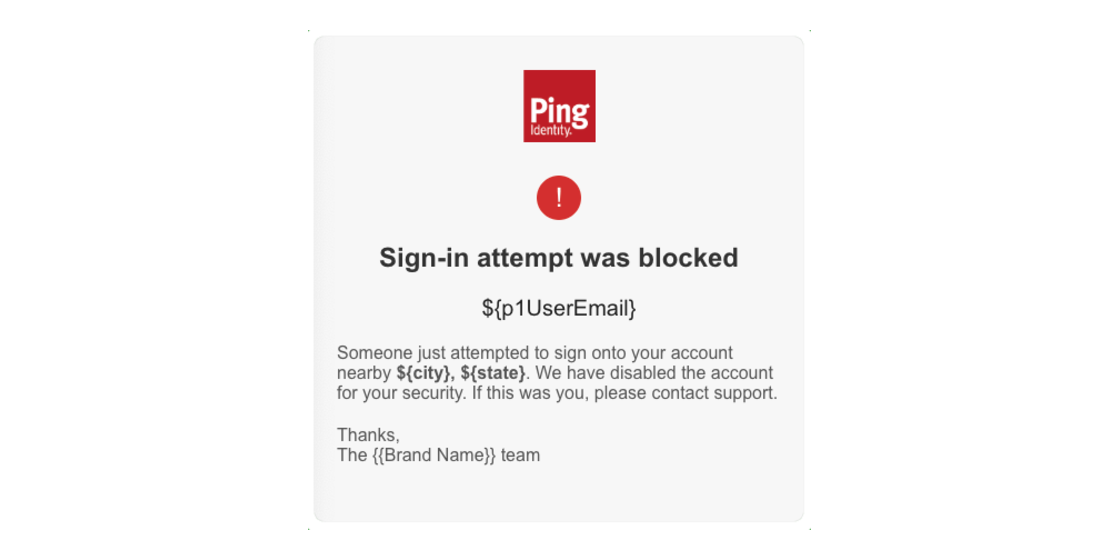 Ping
Identity.
!
Sign-in attempt was blocked
${p1UserEmail}
Someone just attempted to sign onto your account
nearby ${city}, ${state}. We have disabled the account
for your security. If this was you, please contact support.
Thanks,
The {{Brand Name}} team